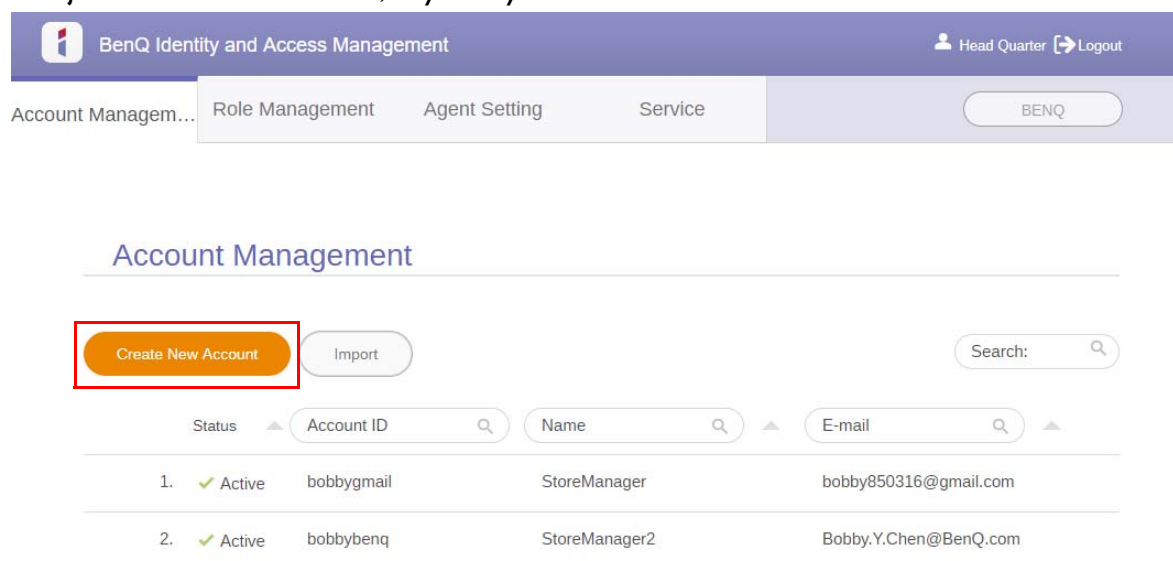 BenQ Identity and Access Management Head Quarter Logout
Account Managem... Role Management Agent Setting Service BENQ
Account Management
Create New Account Import Search:
Status Account ID Name E-mail
1. Active bobbygmail StoreManager bobby850316@gmail.com
2. Active bobbybenq StoreManager2 Bobby.Y.Chen@BenQ.com